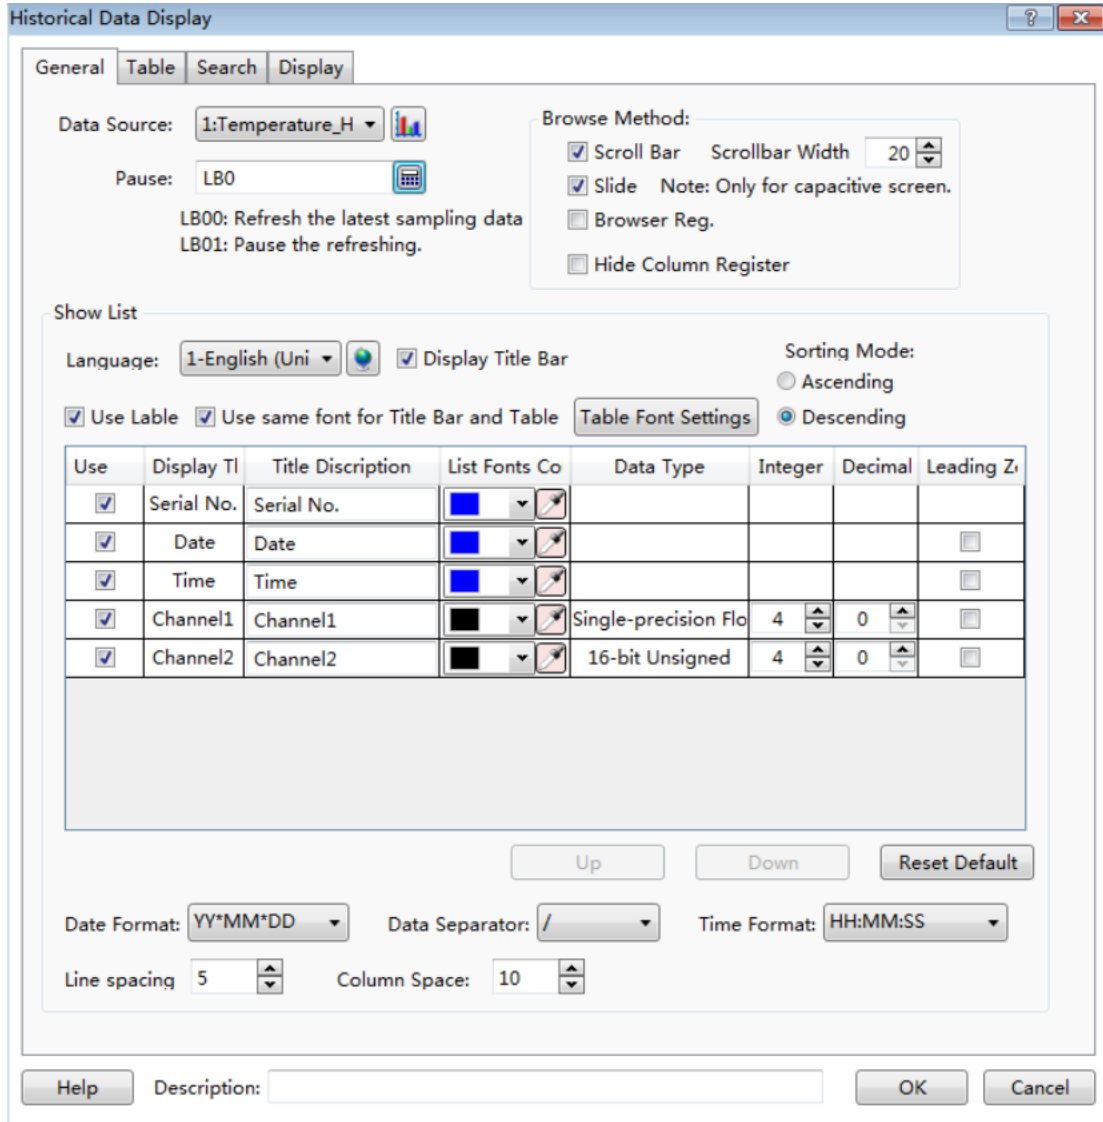 Historical Data Display
General Table Search Display
Data Source: 1:Temperature_H
Pause: LB0
LB00: Refresh the latest sampling data
LB01: Pause the refreshing.
Browse Method:
Scroll Bar Scrollbar Width 20
Slide Note: Only for capacitive screen.
Browser Reg.
Hide Column Register
Show List
Language: 1-English (Uni Display Title Bar
Sorting Mode:
Ascending
Use Lable Use same font for Title Bar and Table Table Font Settings Descending
Use Display Tl Title Discription List Fonts Co Data Type Integer Decimal Leading Z
Serial No. Serial No.
Date Date
Time Time
Channel1 Channel1 Single-precision Flo 4 0
Channel2 Channel2 16-bit Unsigned 4 0
Up Down Reset Default
Date Format: YY*MM*DD Data Separator: / Time Format: HH:MM:SS
Line spacing 5 Column Space: 10
Help Description: OK Cancel